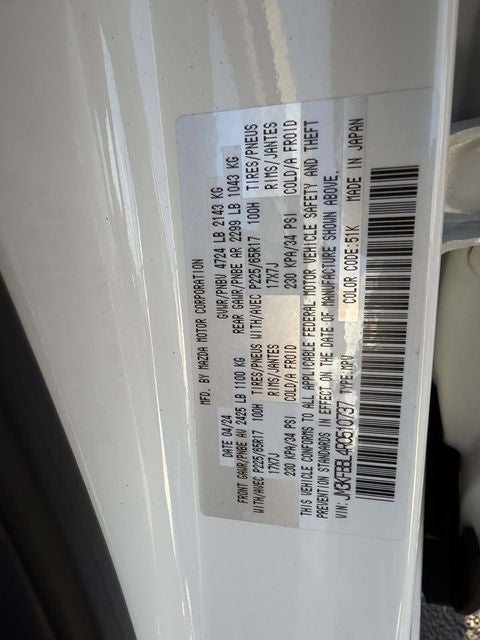 MFD. BY MAZDA MOTOR CORPORATION
DATE 04/24 GVWR/PNBV 4724 LB 2143 KG
FRONT GAWR/PNBE AV 2425 LB 1100 KG REAR GAWR/PNBE AR 2299 LB 1043 KG
WITH/AVEC P225/65R17 100H TIRES/PNEUS WITH/AVEC P225/65R17 100H TIRES/PNEUS
17X7J RIMS/JANTES 17X7J RIMS/JANTES
230 KPA/34 PSI COLD/A FROID 230 KPA/34 PSI COLD/A FROID
THIS VEHICLE CONFORMS TO ALL APPLICABLE FEDERAL MOTOR VEHICLE SAFETY AND THEFT
PREVENTION STANDARDS IN EFFECT ON THE DATE OF MANUFACTURE SHOWN ABOVE.
VIN: TYPE:MPV COLOR CODE:51K MADE IN JAPAN